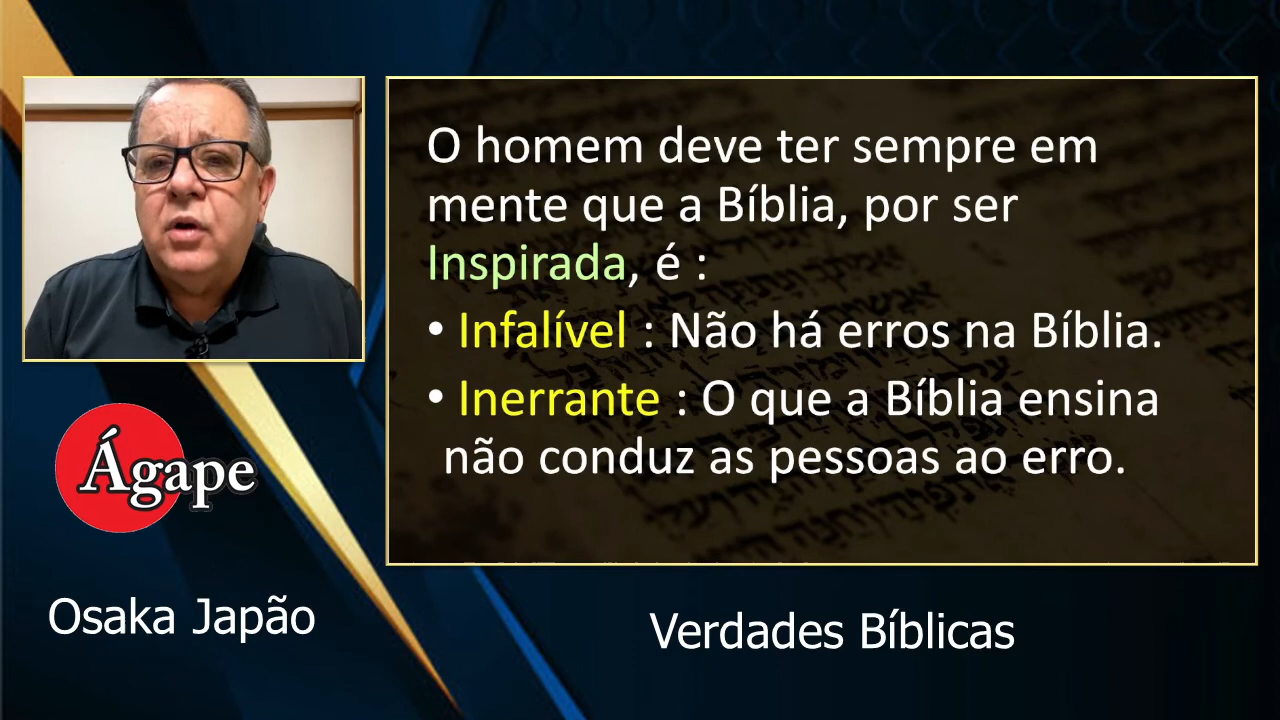 O homem deve ter sempre em
mente que a Bíblia, por ser
Inspirada, é :
• Infalível : Não há erros na Bíblia.
• Inerrante : O que a Bíblia ensina
não conduz as pessoas ao erro.
Ágape
Osaka Japão
Verdades Bíblicas